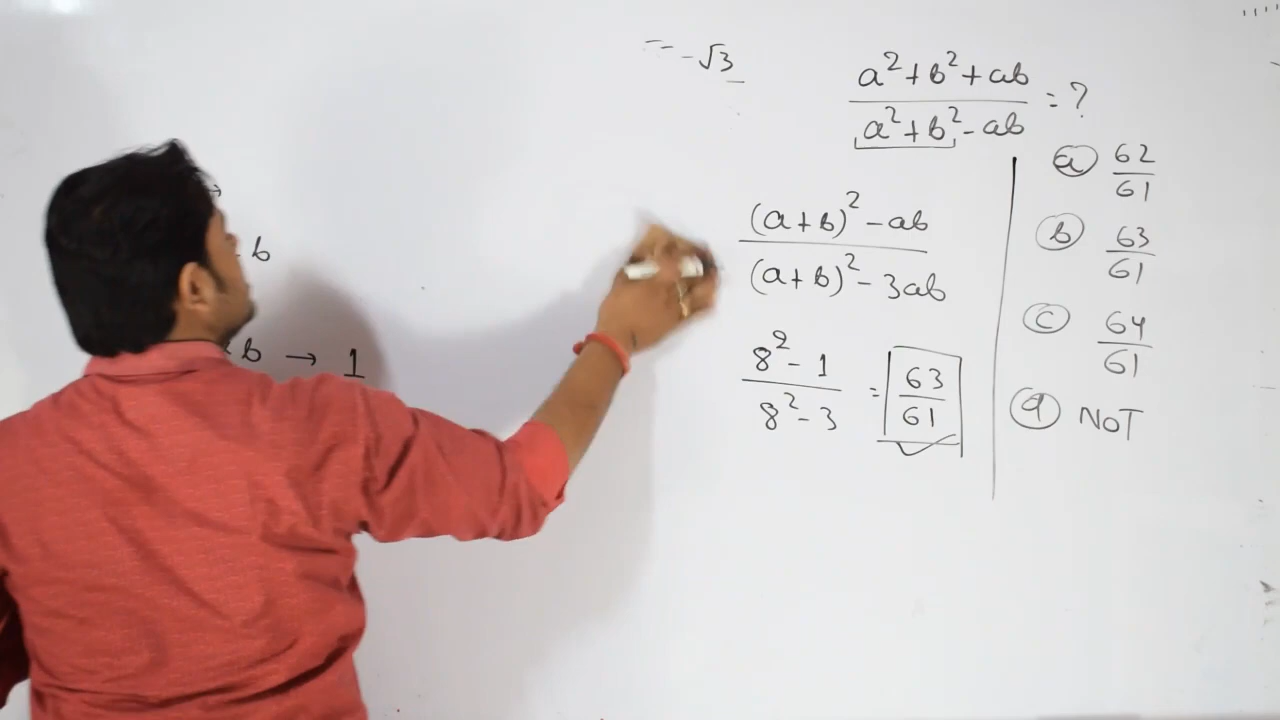 = -√3
a² + b² + ab
a² + b² - ab
= ?
(a) 62/61
(a + b)² - ab
(a + b)² - 3ab
(b) 63/61
b
(c) 64/61
b → 1
8² - 1
8² - 3
= 63/61
(d) NOT